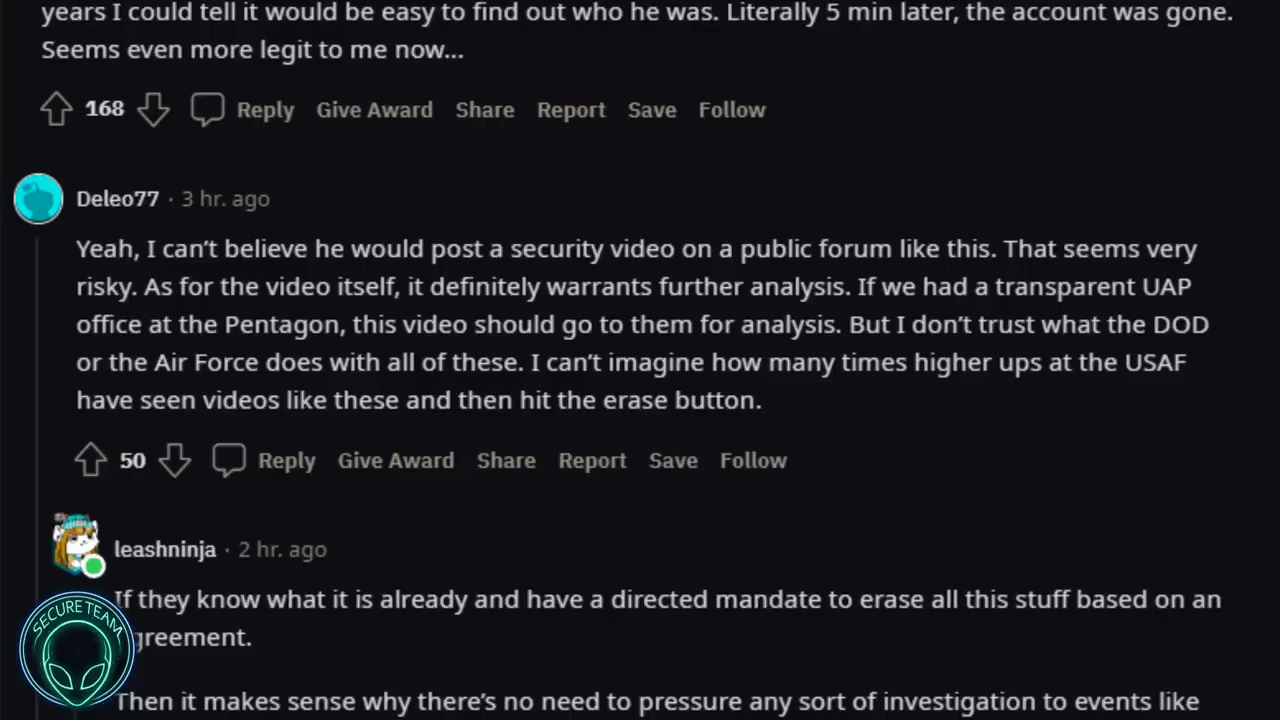 years I could tell it would be easy to find out who he was. Literally 5 min later, the account was gone.
Seems even more legit to me now...
168 Reply Give Award Share Report Save Follow
Deleo77 · 3 hr. ago
Yeah, I can't believe he would post a security video on a public forum like this. That seems very
risky. As for the video itself, it definitely warrants further analysis. If we had a transparent UAP
office at the Pentagon, this video should go to them for analysis. But I don't trust what the DOD
or the Air Force does with all of these. I can't imagine how many times higher ups at the USAF
have seen videos like these and then hit the erase button.
50 Reply Give Award Share Report Save Follow
leashninja · 2 hr. ago
If they know what it is already and have a directed mandate to erase all this stuff based on an
greement.
Then it makes sense why there's no need to pressure any sort of investigation to events like
SECURE TEAM